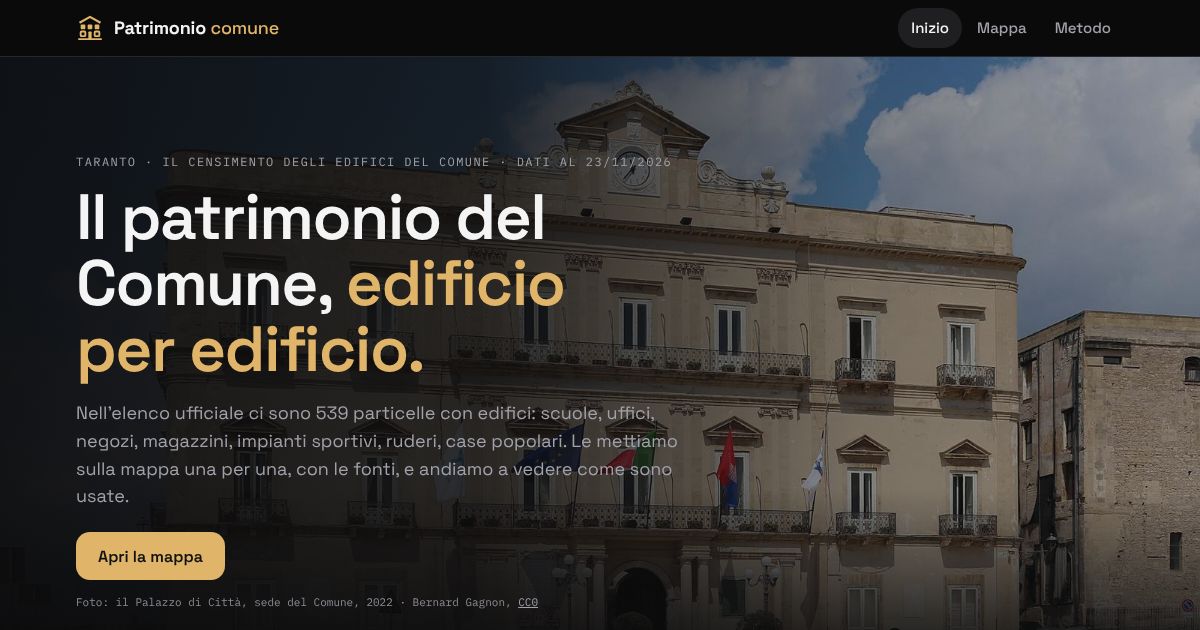 Patrimonio comune
Inizio
Mappa
Metodo
TARANTO · IL CENSIMENTO DEGLI EDIFICI DEL COMUNE · DATI AL 23/11/2026
Il patrimonio del
Comune, edificio
per edificio.
Nell'elenco ufficiale ci sono 539 particelle con edifici: scuole, uffici,
negozi, magazzini, impianti sportivi, ruderi, case popolari. Le mettiamo
sulla mappa una per una, con le fonti, e andiamo a vedere come sono
usate.
Apri la mappa
Foto: il Palazzo di Città, sede del Comune, 2022 · Bernard Gagnon, CC0